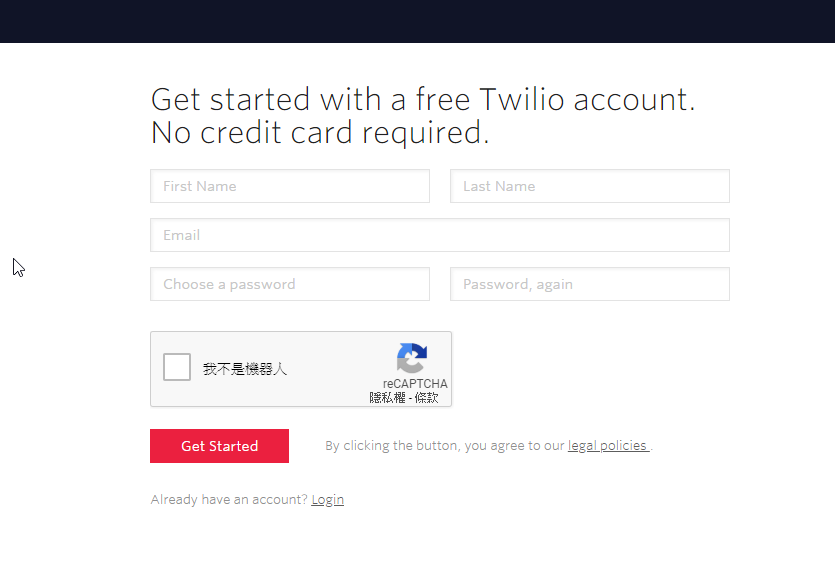 Get started with a free Twilio account.
No credit card required.
First Name
Last Name
Email
Choose a password
Password, again
我不是機器人
reCAPTCHA
隱私權 - 條款
Get Started
By clicking the button, you agree to our legal policies .
Already have an account? Login